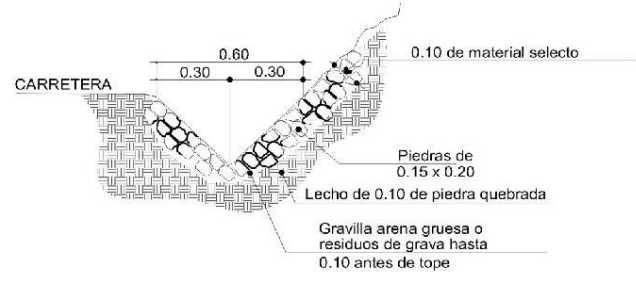 0.60
0.30 0.30
0.10 de material selecto
CARRETERA
Piedras de
0.15 x 0.20
Lecho de 0.10 de piedra quebrada
Gravilla arena gruesa o
residuos de grava hasta
0.10 antes de tope